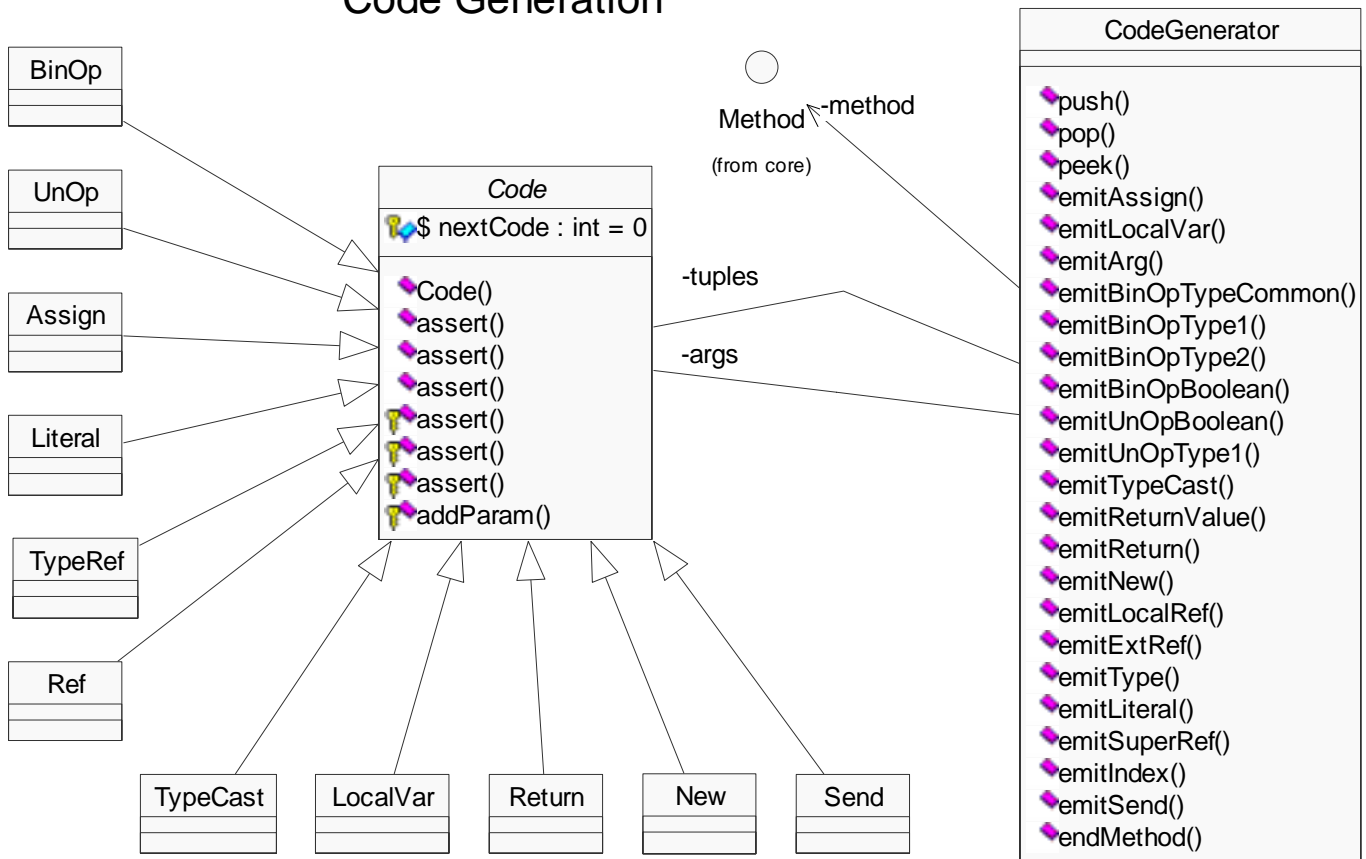 Code Generation
BinOp
UnOp
Assign
Literal
TypeRef
Ref
Code
$ nextCode : int = 0
Code()
assert()
assert()
assert()
assert()
assert()
assert()
addParam()
TypeCast
LocalVar
Return
New
Send
Method
(from core)
-method
-tuples
-args
CodeGenerator
push()
pop()
peek()
emitAssign()
emitLocalVar()
emitArg()
emitBinOpTypeCommon()
emitBinOpType1()
emitBinOpType2()
emitBinOpBoolean()
emitUnOpBoolean()
emitUnOpType1()
emitTypeCast()
emitReturnValue()
emitReturn()
emitNew()
emitLocalRef()
emitExtRef()
emitType()
emitLiteral()
emitSuperRef()
emitIndex()
emitSend()
endMethod()